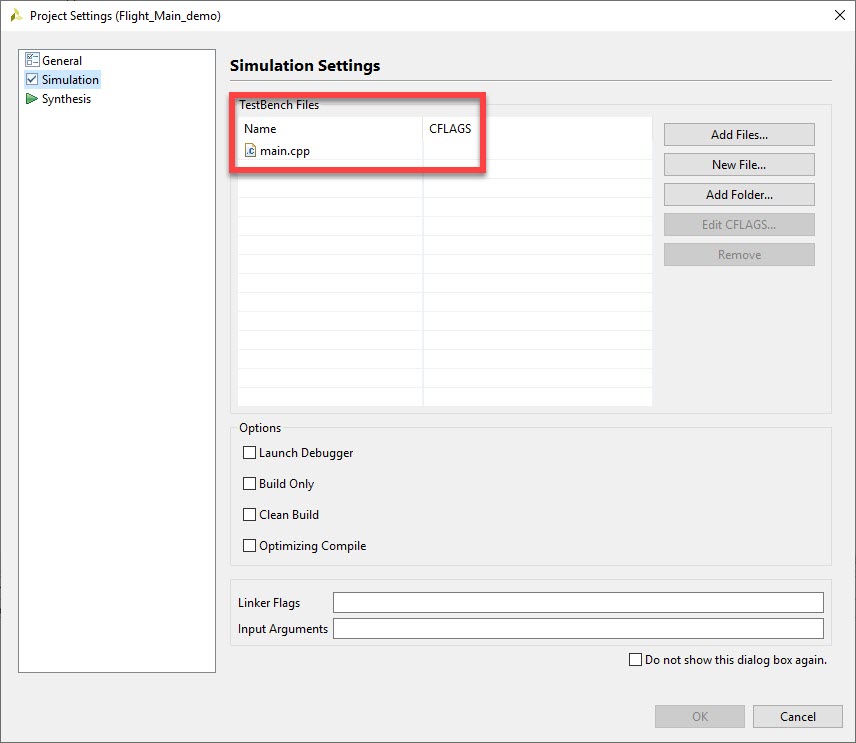 Project Settings (Flight_Main_demo)
General
Simulation
Synthesis
Simulation Settings
TestBench Files
Name CFLAGS
.c main.cpp
Add Files...
New File...
Add Folder...
Edit CFLAGS...
Remove
Options
Launch Debugger
Build Only
Clean Build
Optimizing Compile
Linker Flags
Input Arguments
Do not show this dialog box again.
OK Cancel